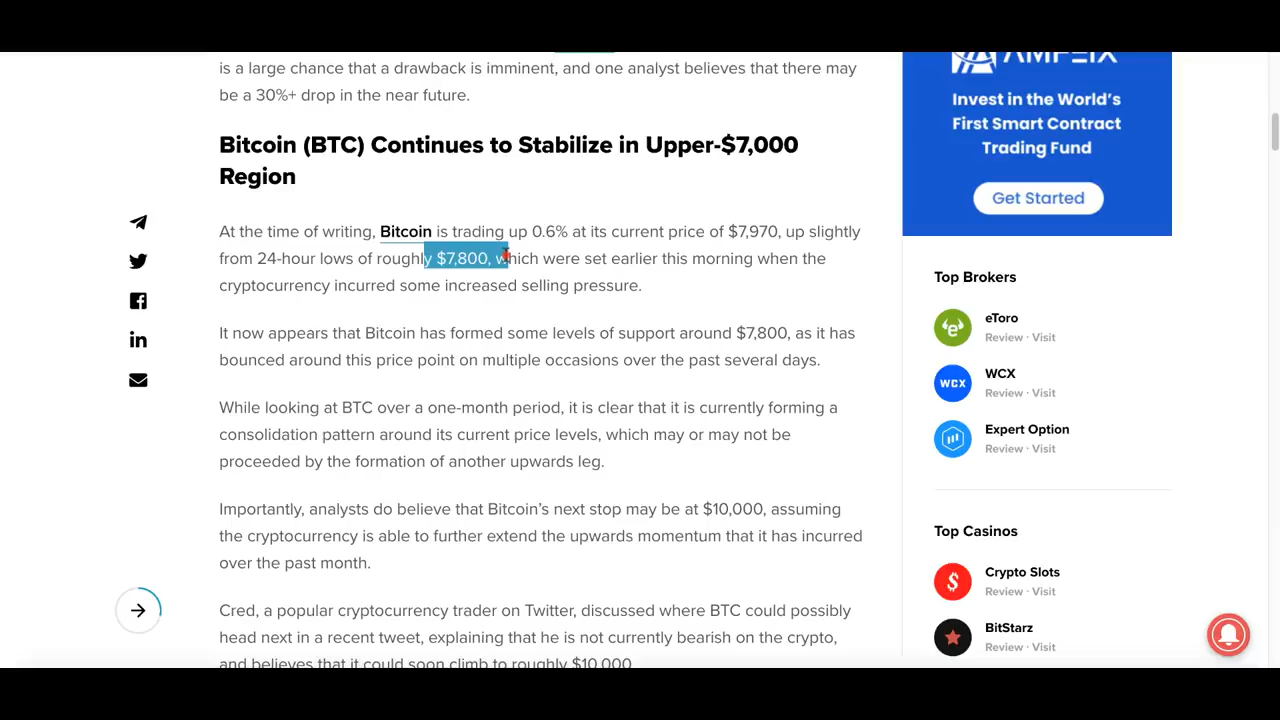 is a large chance that a drawback is imminent, and one analyst believes that there may
be a 30%+ drop in the near future.
Bitcoin (BTC) Continues to Stabilize in Upper-$7,000
Region
At the time of writing, Bitcoin is trading up 0.6% at its current price of $7,970, up slightly
from 24-hour lows of roughly $7,800, which were set earlier this morning when the
cryptocurrency incurred some increased selling pressure.
It now appears that Bitcoin has formed some levels of support around $7,800, as it has
bounced around this price point on multiple occasions over the past several days.
While looking at BTC over a one-month period, it is clear that it is currently forming a
consolidation pattern around its current price levels, which may or may not be
proceeded by the formation of another upwards leg.
Importantly, analysts do believe that Bitcoin's next stop may be at $10,000, assuming
the cryptocurrency is able to further extend the upwards momentum that it has incurred
over the past month.
Cred, a popular cryptocurrency trader on Twitter, discussed where BTC could possibly
head next in a recent tweet, explaining that he is not currently bearish on the crypto,
and believes that it could soon climb to roughly $10,000.
AMFEIX
Invest in the World's
First Smart Contract
Trading Fund
Get Started
Top Brokers
eToro
Review · Visit
WCX
WCX
Review · Visit
Expert Option
Review · Visit
Top Casinos
Crypto Slots
Review · Visit
BitStarz
Review · Visit